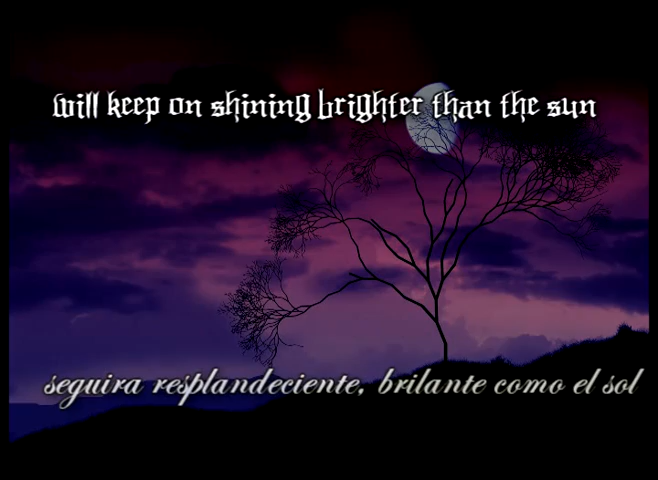 will keep on shining brighter than the sun
seguira resplandeciente, brilante como el sol